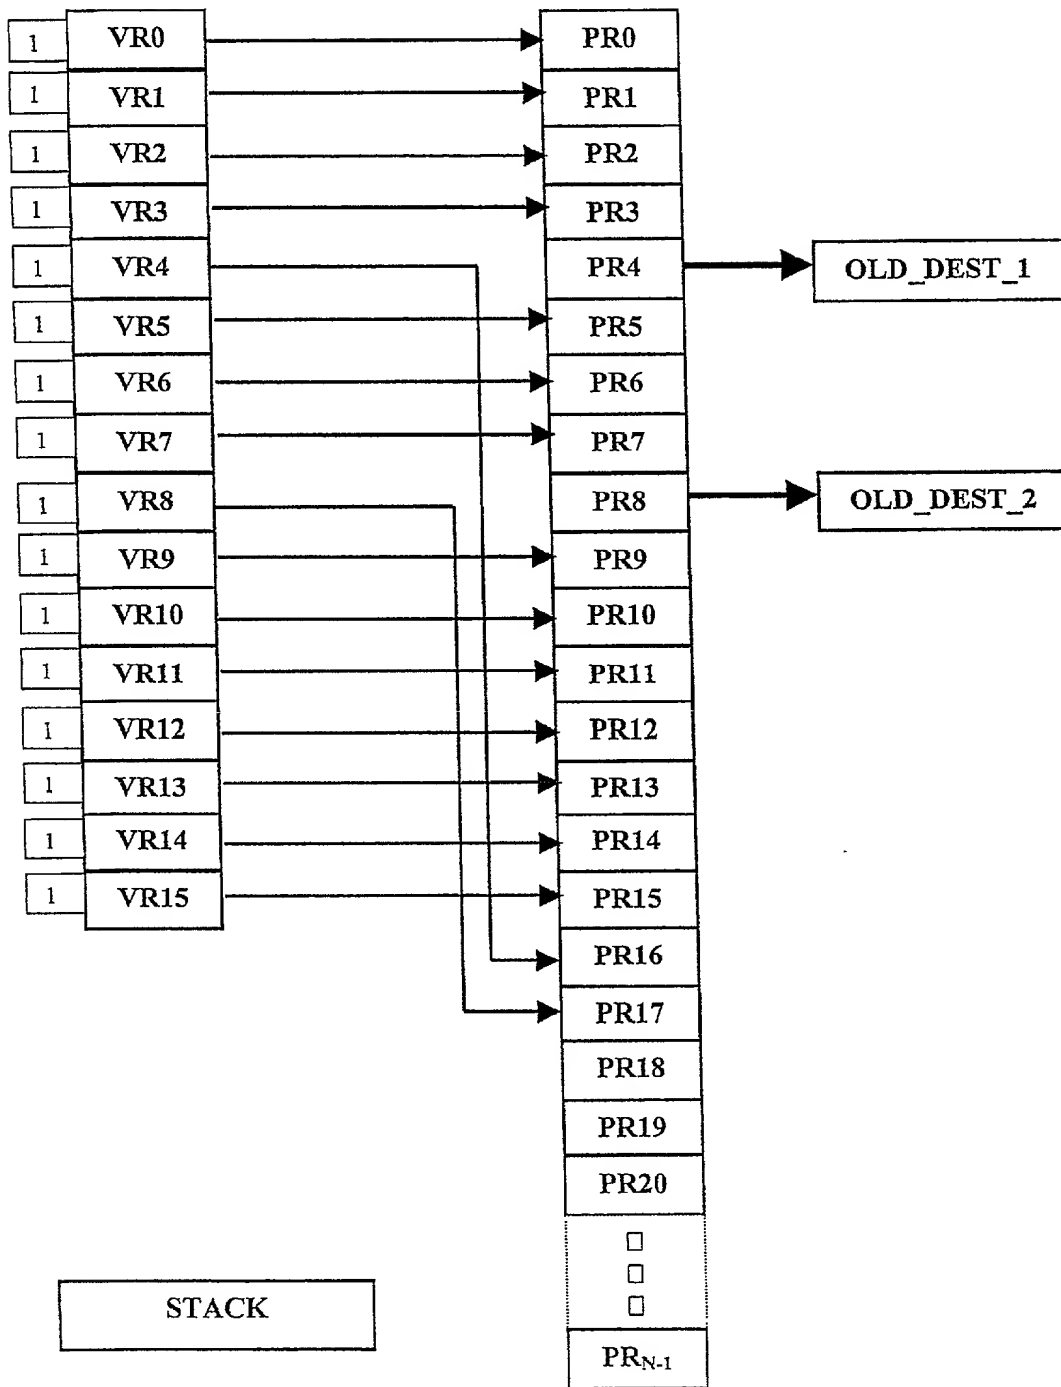 1 VR0 PR0
1 VR1 PR1
1 VR2 PR2
1 VR3 PR3
1 VR4 PR4 OLD_DEST_1
1 VR5 PR5
1 VR6 PR6
1 VR7 PR7
1 VR8 PR8 OLD_DEST_2
1 VR9 PR9
1 VR10 PR10
1 VR11 PR11
1 VR12 PR12
1 VR13 PR13
1 VR14 PR14
1 VR15 PR15
PR16
PR17
PR18
PR19
PR20
STACK
PRN-1